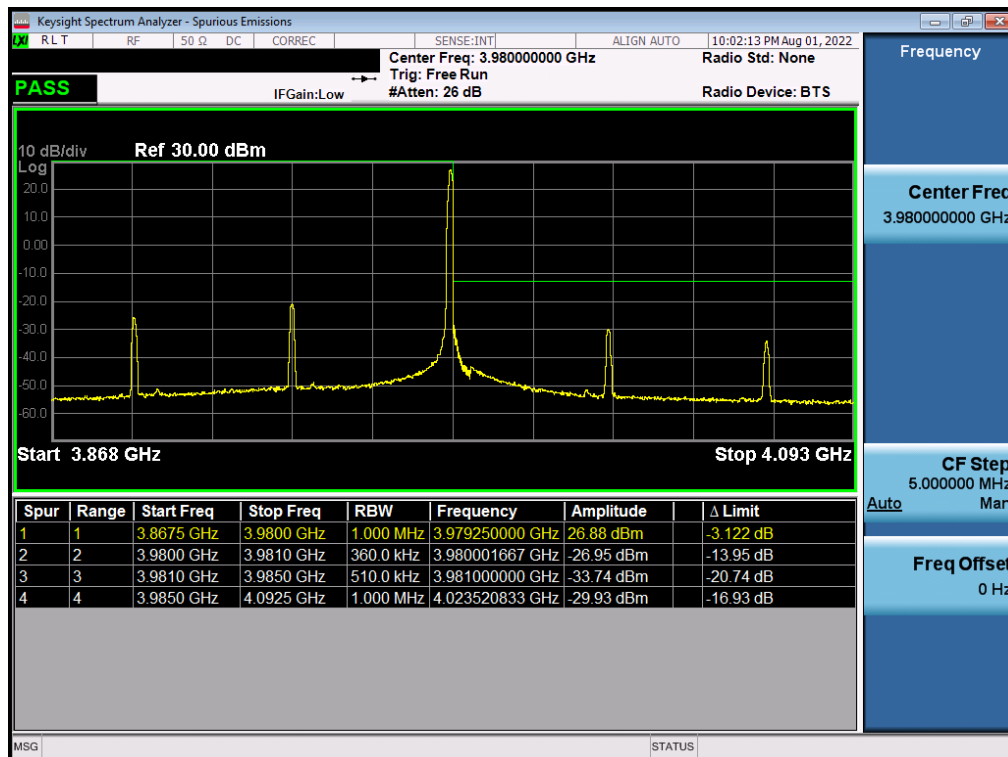 Keysight Spectrum Analyzer - Spurious Emissions
LXI RLT RF 50 Ω DC CORREC SENSE:INT ALIGN AUTO 10:02:13 PM Aug 01, 2022
Center Freq: 3.980000000 GHz Radio Std: None
Trig: Free Run
PASS IFGain:Low #Atten: 26 dB Radio Device: BTS
10 dB/div Ref 30.00 dBm
Log
20.0
10.0
0.00
-10.0
-20.0
-30.0
-40.0
-50.0
-60.0
Start 3.868 GHz Stop 4.093 GHz
Spur Range Start Freq Stop Freq RBW Frequency Amplitude Δ Limit
1 1 3.8675 GHz 3.9800 GHz 1.000 MHz 3.979250000 GHz 26.88 dBm -3.122 dB
2 2 3.9800 GHz 3.9810 GHz 360.0 kHz 3.980001667 GHz -26.95 dBm -13.95 dB
3 3 3.9810 GHz 3.9850 GHz 510.0 kHz 3.981000000 GHz -33.74 dBm -20.74 dB
4 4 3.9850 GHz 4.0925 GHz 1.000 MHz 4.023520833 GHz -29.93 dBm -16.93 dB
MSG STATUS
Frequency
Center Freq
3.980000000 GHz
CF Step
5.000000 MHz
Auto Man
Freq Offset
0 Hz